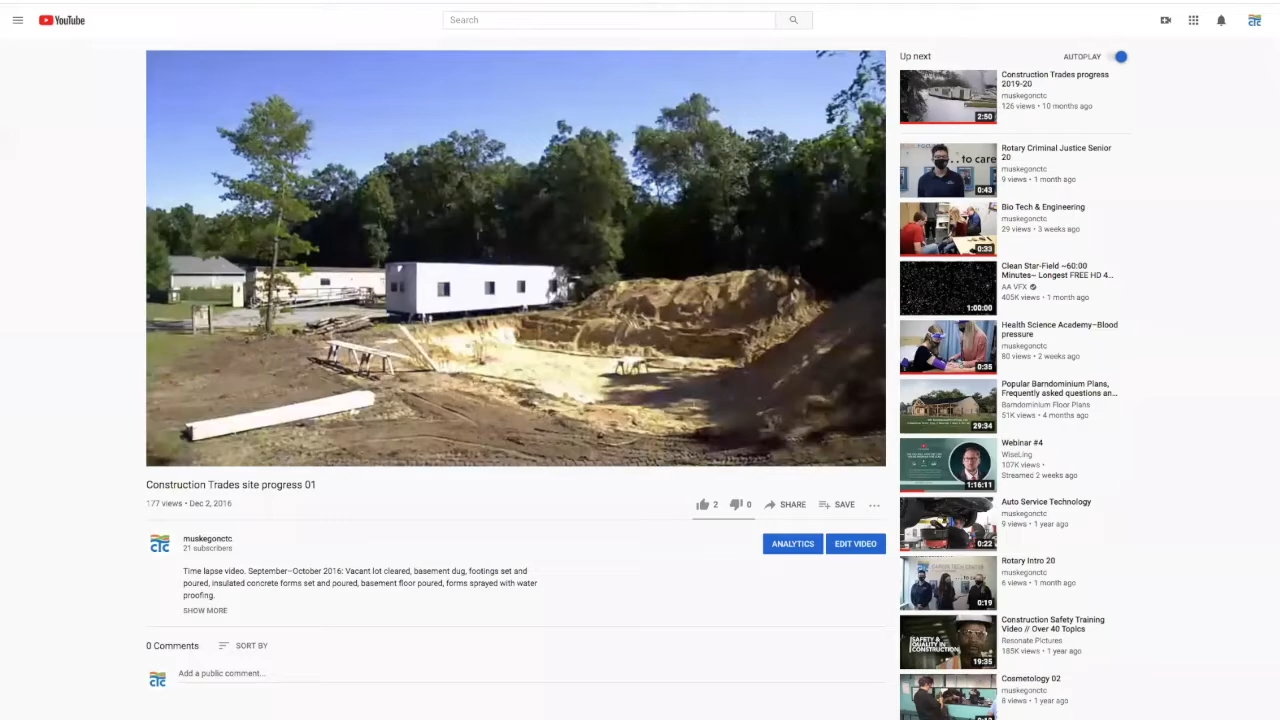 YouTube
Search
Construction Trades site progress 01
177 views • Dec 2, 2016
2
0
SHARE
SAVE
muskegonctc
21 subscribers
ANALYTICS
EDIT VIDEO
Time lapse video. September–October 2016: Vacant lot cleared, basement dug, footings set and
poured, insulated concrete forms set and poured, basement floor poured, forms sprayed with water
proofing.
SHOW MORE
0 Comments
SORT BY
Add a public comment...
Up next
AUTOPLAY
Construction Trades progress
2019-20
muskegonctc
126 views • 10 months ago
2:50
Rotary Criminal Justice Senior
20
muskegonctc
9 views • 1 month ago
...to care
0:43
Bio Tech & Engineering
muskegonctc
29 views • 3 weeks ago
0:33
Clean Star-Field ~60:00
Minutes~ Longest FREE HD 4...
AA VFX
405K views • 1 month ago
1:00:00
Health Science Academy–Blood
pressure
muskegonctc
80 views • 2 weeks ago
0:35
Popular Barndominium Plans,
Frequently asked questions an...
Barndominium Floor Plans
51K views • 4 months ago
29:34
Webinar #4
WiseLing
107K views •
Streamed 2 weeks ago
1:16:11
Auto Service Technology
muskegonctc
9 views • 1 year ago
0:22
Rotary Intro 20
muskegonctc
6 views • 1 month ago
0:19
Construction Safety Training
Video // Over 40 Topics
Resonate Pictures
185K views • 1 year ago
SAFETY &
QUALITY IN
CONSTRUCTION
19:35
Cosmetology 02
muskegonctc
8 views • 1 year ago